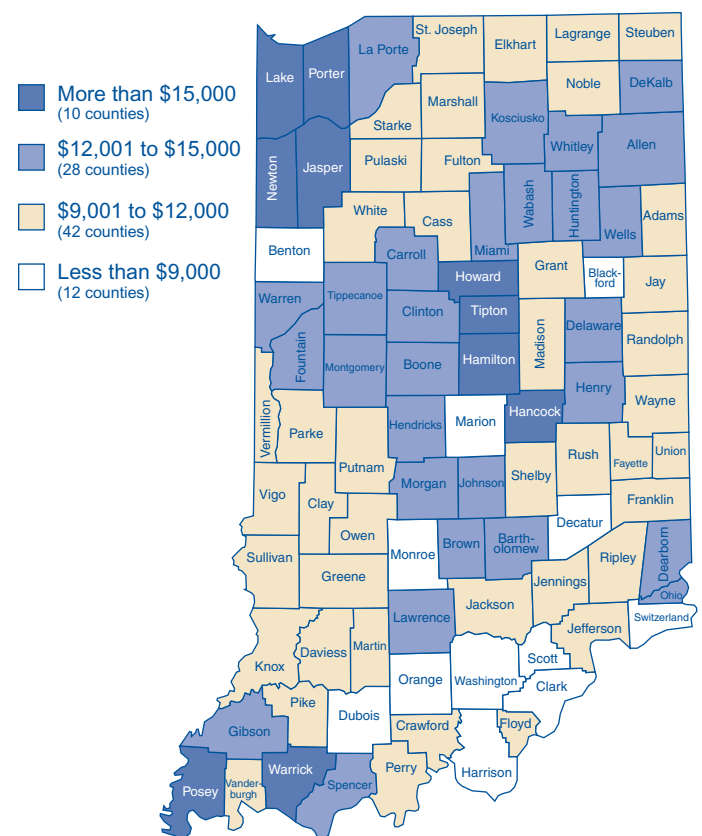 More than $15,000
(10 counties)
$12,001 to $15,000
(28 counties)
$9,001 to $12,000
(42 counties)
Less than $9,000
(12 counties)
St. Joseph
Elkhart
Lagrange
Steuben
La Porte
Lake
Porter
Noble
DeKalb
Marshall
Kosciusko
Starke
Whitley
Allen
Newton
Jasper
Pulaski
Fulton
Wabash
Huntington
White
Cass
Adams
Wells
Benton
Carroll
Miami
Grant
Howard
Black-
ford
Jay
Warren
Tippecanoe
Clinton
Tipton
Delaware
Randolph
Fountain
Madison
Montgomery
Boone
Hamilton
Henry
Wayne
Vermillion
Parke
Hendricks
Marion
Hancock
Putnam
Rush
Fayette
Union
Morgan
Johnson
Shelby
Vigo
Clay
Franklin
Owen
Decatur
Sullivan
Monroe
Brown
Barth-
olomew
Ripley
Dearborn
Greene
Jennings
Ohio
Lawrence
Jackson
Switzerland
Jefferson
Knox
Daviess
Martin
Scott
Orange
Washington
Clark
Pike
Dubois
Crawford
Floyd
Gibson
Harrison
Posey
Vander-
burgh
Warrick
Spencer
Perry